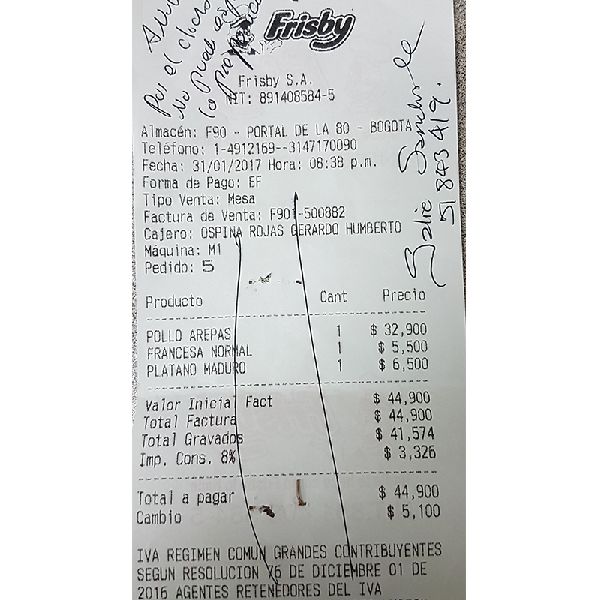 Por el
no puede
Frisby
Frisby S.A.
NIT: 891408584-5
Almacén: F90 - PORTAL DE LA 80 - BOGOTA
Teléfono: 1-4912169--3147170090
Fecha: 31/01/2017 Hora: 08:38 p.m.
Forma de Pago: EF
Tipo Venta: Mesa
Factura de Venta: F901-500882
Cajero: OSPINA ROJAS GERARDO HUMBERTO
Máquina: M1
Pedido: 5
51 843 419.
Producto Cant Precio
POLLO AREPAS 1 $ 32,900
FRANCESA NORMAL 1 $ 5,500
PLATANO MADURO 1 $ 6,500
Valor Inicial Fact $ 44,900
Total Factura $ 44,900
Total Gravados $ 41,574
Imp. Cons. 8% $ 3,326
Total a pagar $ 44,900
Cambio $ 5,100
IVA REGIMEN COMUN GRANDES CONTRIBUYENTES
SEGUN RESOLUCION 76 DE DICIEMBRE 01 DE
2016 AGENTES RETENEDORES DEL IVA